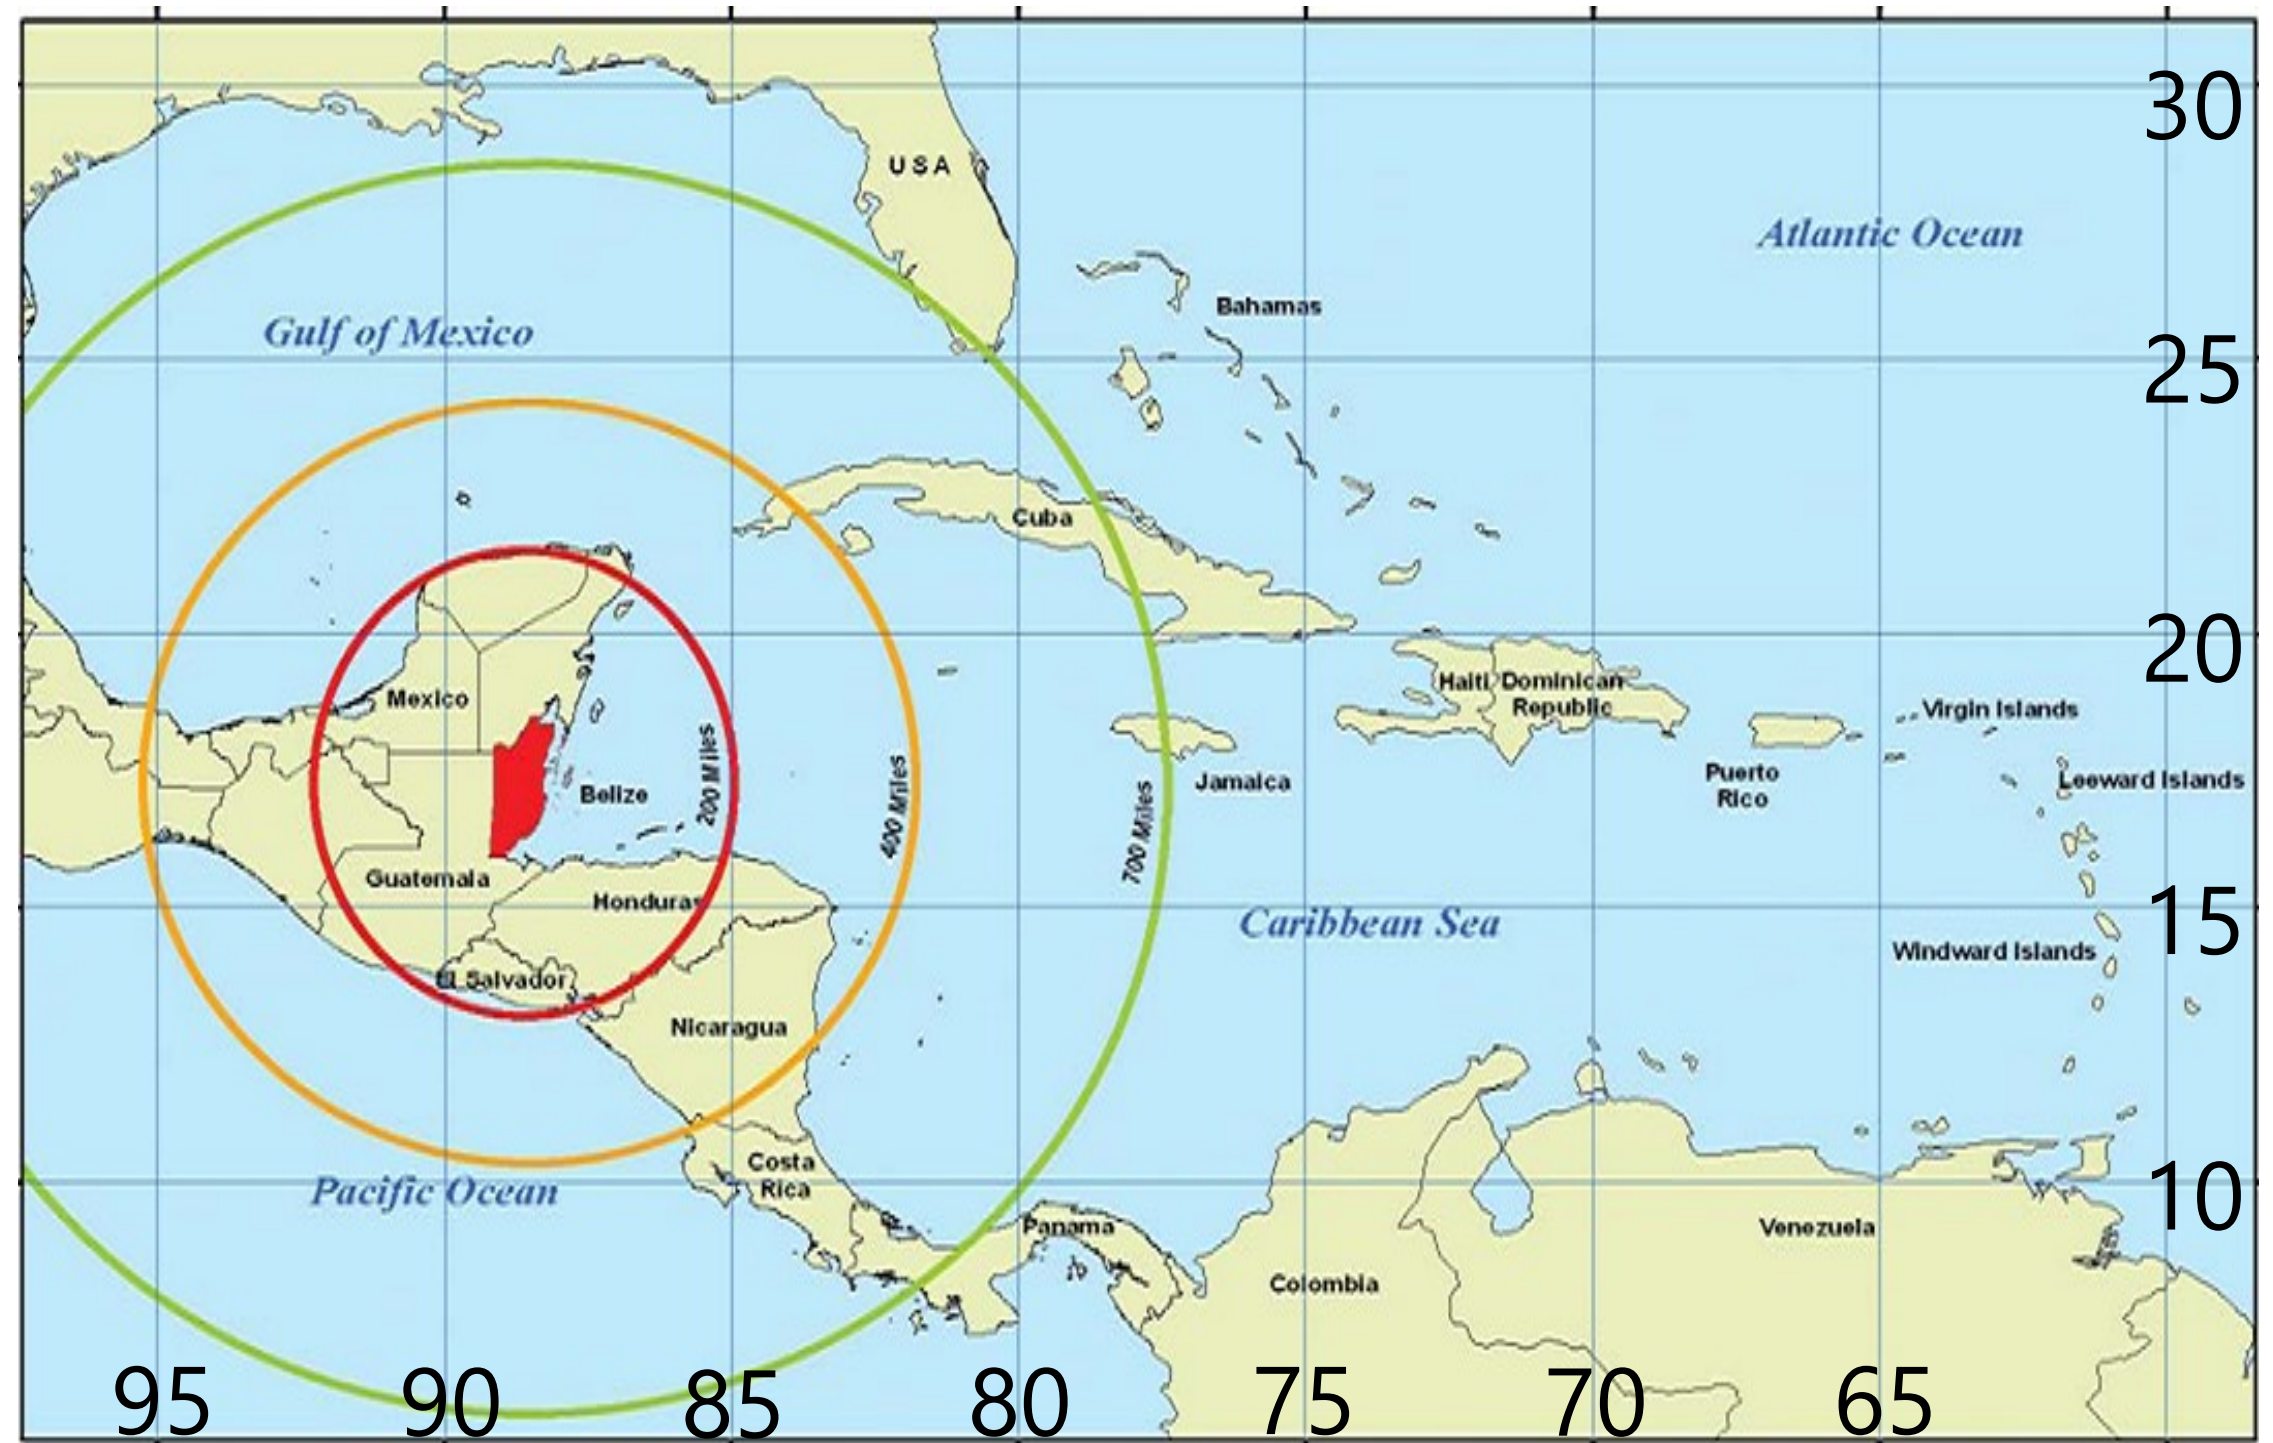 30
USA
Atlantic Ocean
Bahamas
Gulf of Mexico
25
Cuba
20
Mexico
Haiti
Dominican
Republic
Virgin Islands
Belize
200 Miles
400 Miles
700 Miles
Jamaica
Puerto
Rico
Leeward Islands
Guatemala
Honduras
Caribbean Sea
15
Windward Islands
El Salvador
Nicaragua
Costa
Rica
Pacific Ocean
10
Panama
Venezuela
Colombia
95
90
85
80
75
70
65